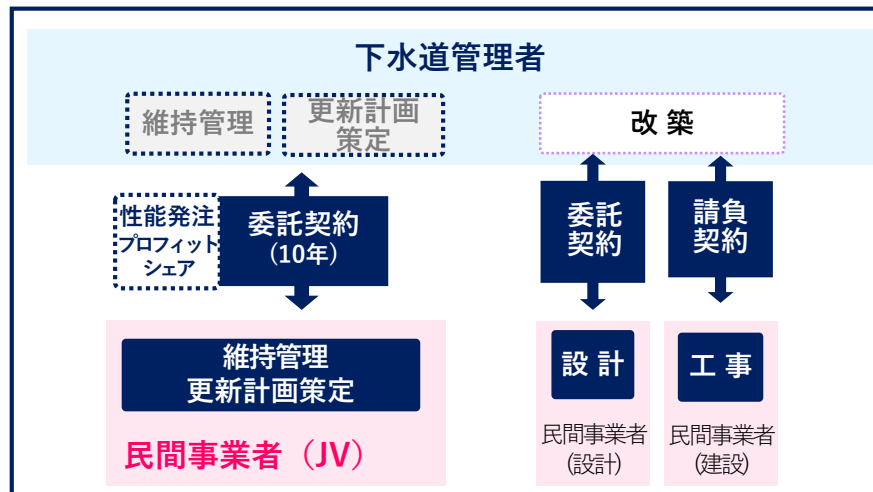 下水道管理者
維持管理
更新計画
策定
改築
性能発注
プロフィット
シェア
委託契約
(10年)
委託
契約
請負
契約
維持管理
更新計画策定
民間事業者（JV）
設計
民間事業者
(設計)
工事
民間事業者
(建設)